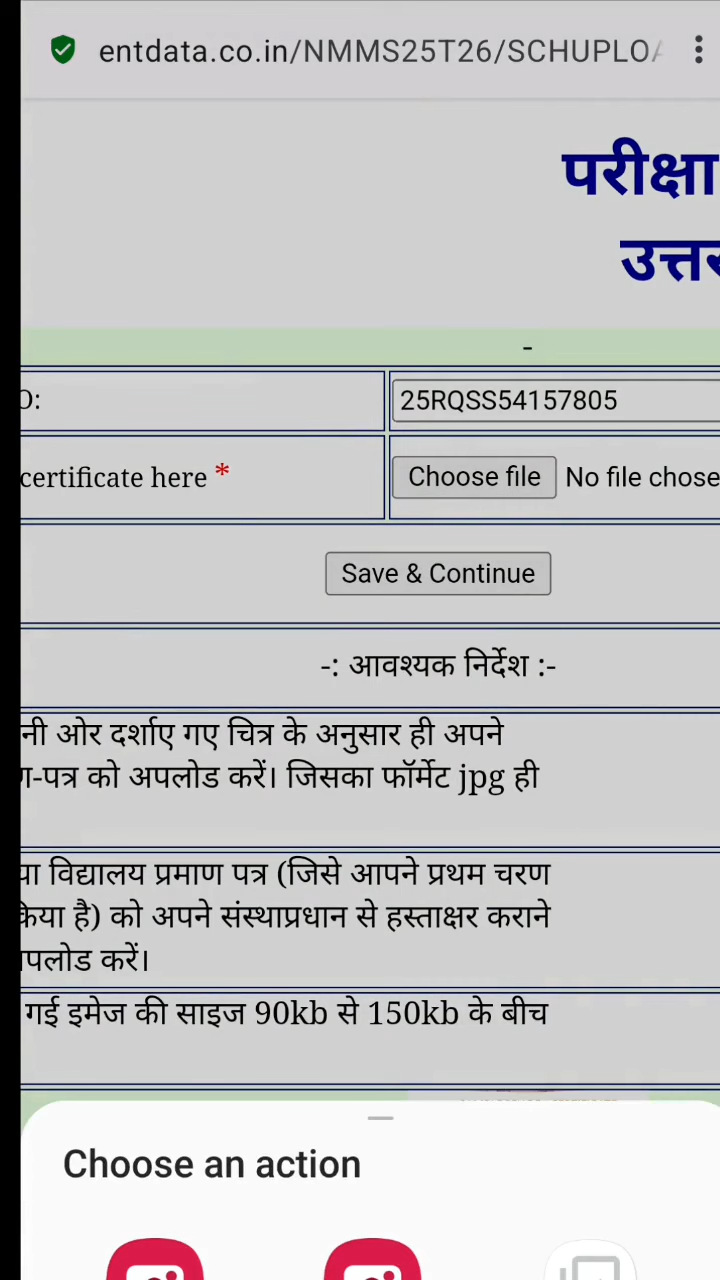 entdata.co.in/NMMS25T26/SCHUPLOA
परीक्षा
उत्तर
-
O:
25RQSS54157805
certificate here *
Choose file No file chose
Save & Continue
-: आवश्यक निर्देश :-
नी ओर दर्शाए गए चित्र के अनुसार ही अपने
ण-पत्र को अपलोड करें। जिसका फॉर्मेट jpg ही
या विद्यालय प्रमाण पत्र (जिसे आपने प्रथम चरण
किया है) को अपने संस्थाप्रधान से हस्ताक्षर कराने
पलोड करें।
गई इमेज की साइज 90kb से 150kb के बीच
Choose an action